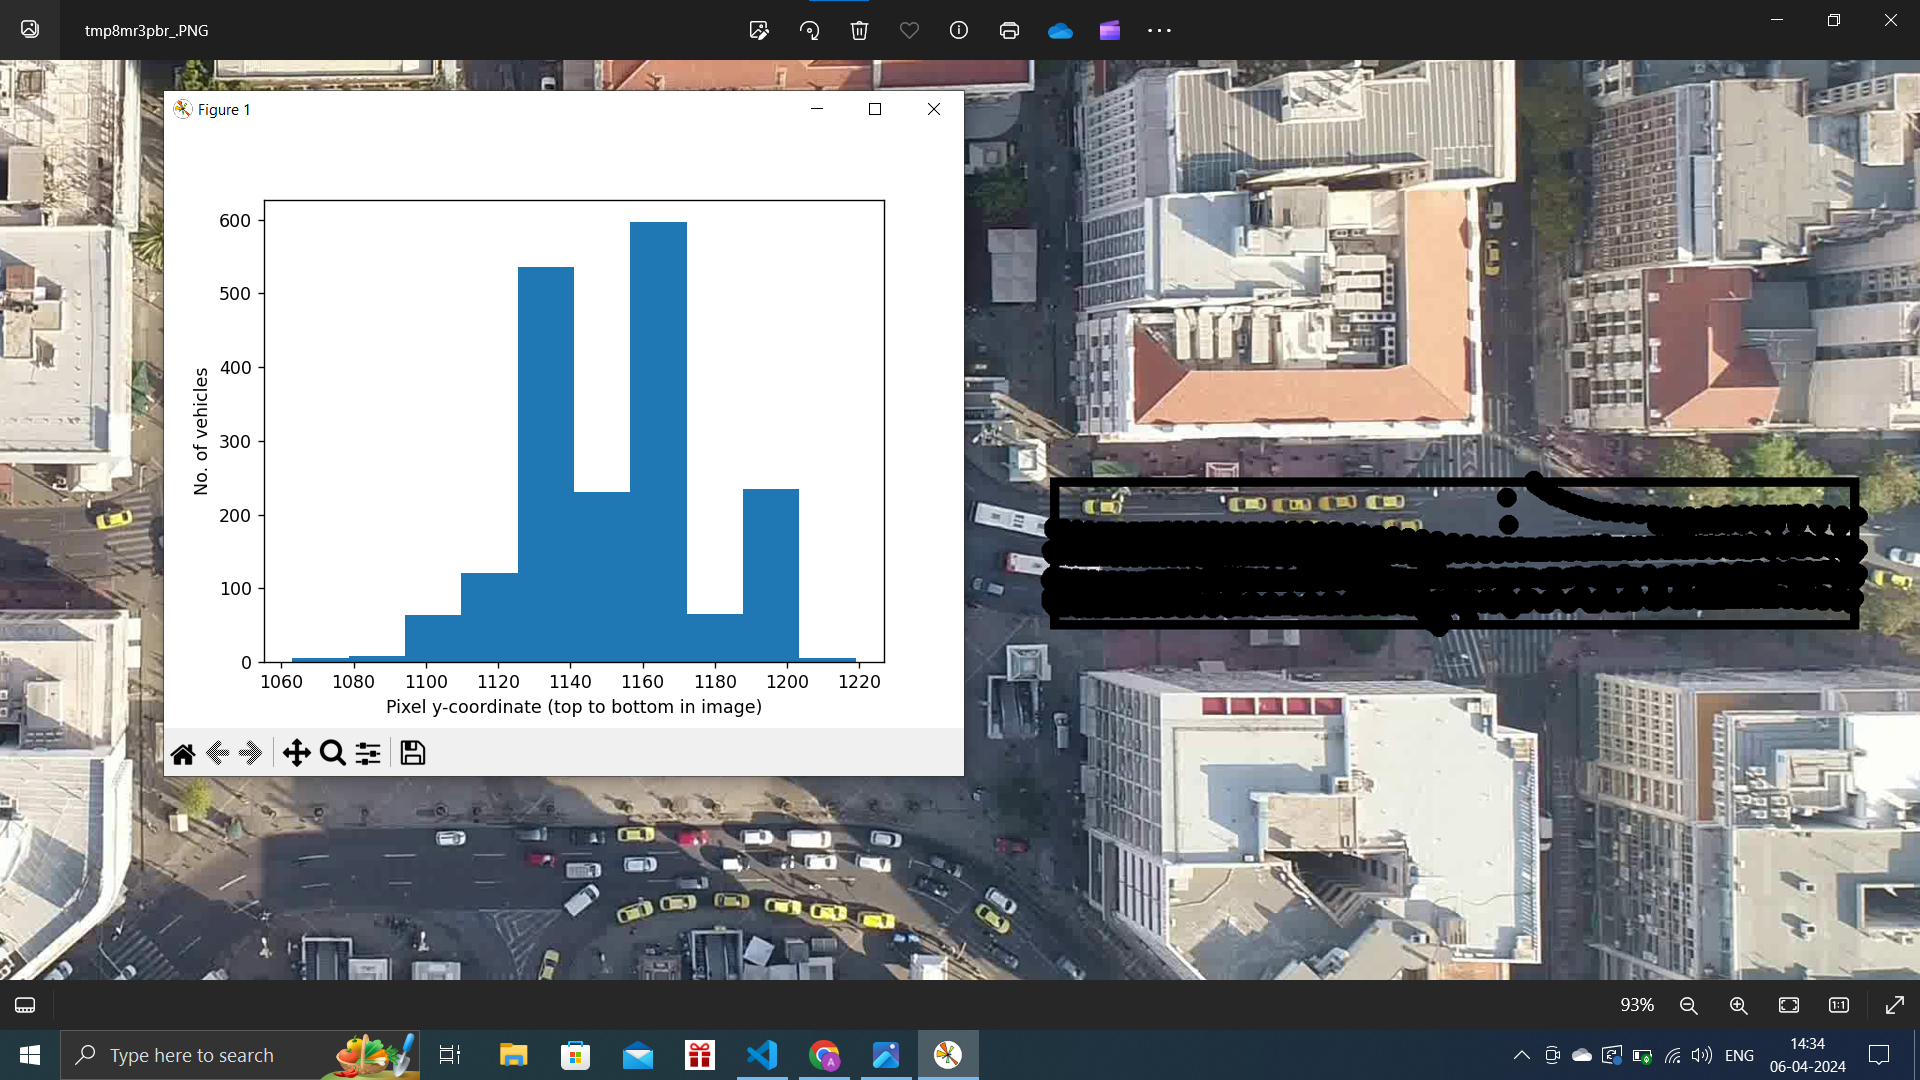 tmp8mr3pbr_.PNG
Figure 1
600
500
400
300
200
100
0
No. of vehicles
1060 1080 1100 1120 1140 1160 1180 1200 1220
Pixel y-coordinate (top to bottom in image)
93%
1:1
Type here to search
A
ENG
14:34
06-04-2024